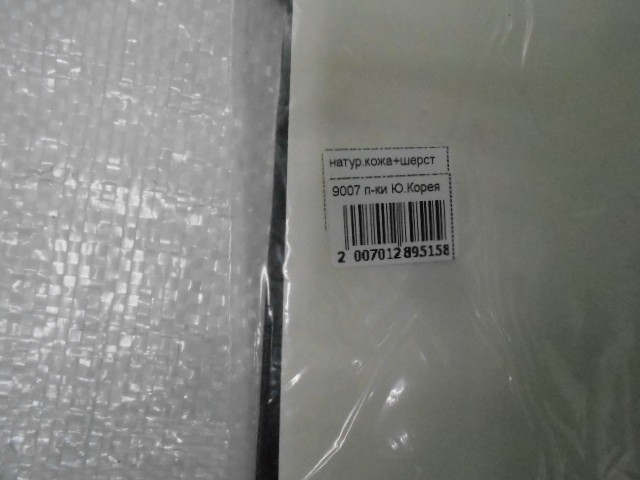 натур.кожа+шерст
9007 п-ки Ю.Корея
2 007012 895158